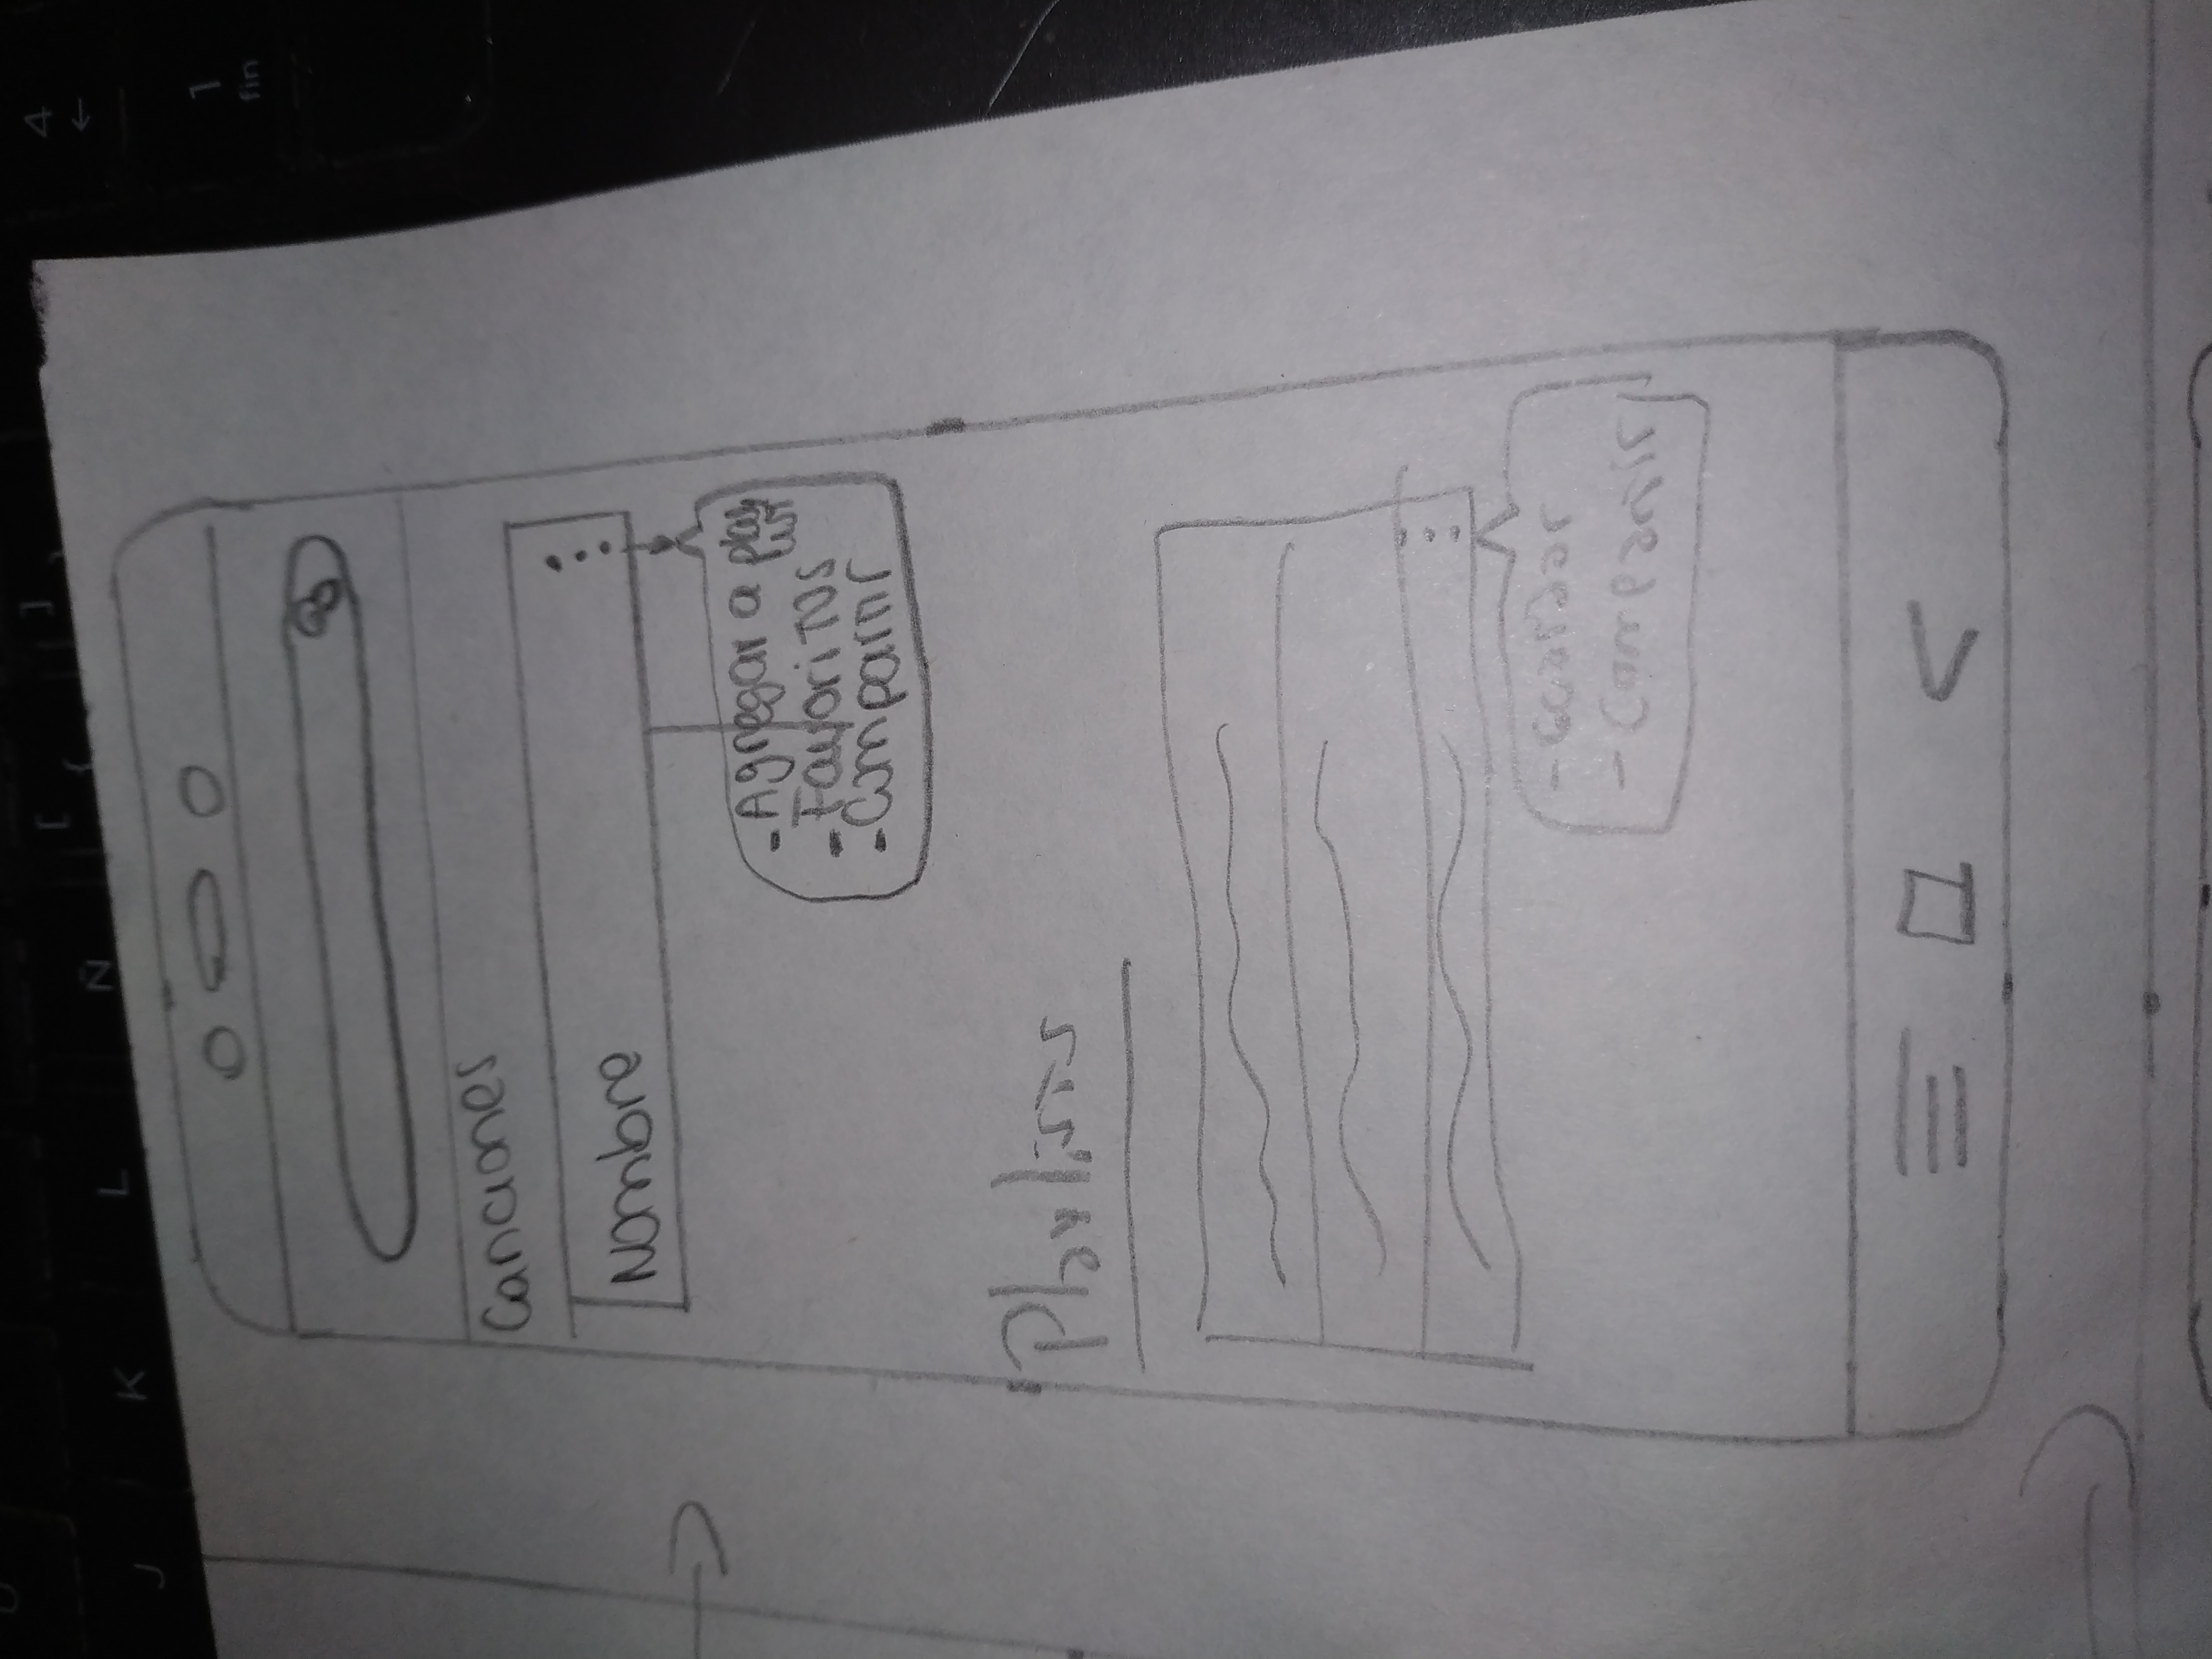 J K L Ñ [ { ] } 4 ←
1
fin
Canciones
Nombre
- Agregar a play
list
- Favoritos
- Compartir
Playlists
- Guardar
- Compartir